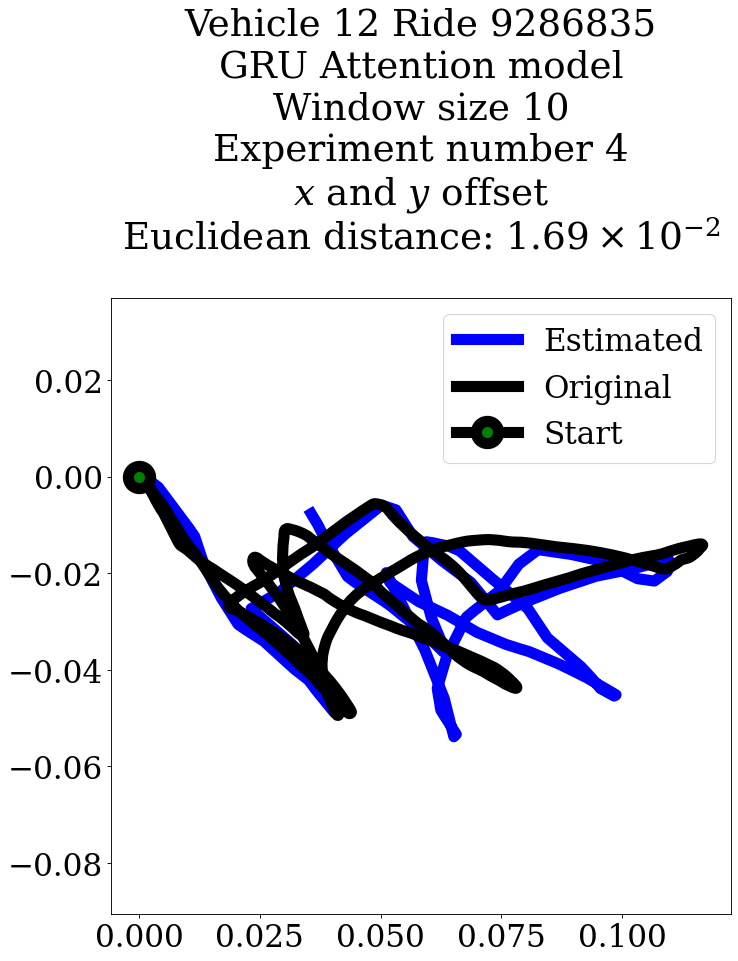 Vehicle 12 Ride 9286835
GRU Attention model
Window size 10
Experiment number 4
x and y offset
Euclidean distance: 1.69 × 10⁻²
Estimated
Original
Start
0.02
0.00
−0.02
−0.04
−0.06
−0.08
0.000 0.025 0.050 0.075 0.100